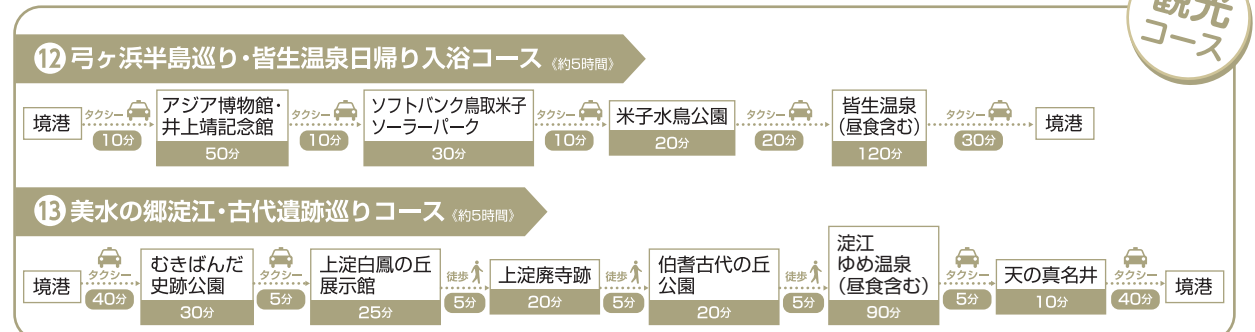 観光
コース
⑫弓ヶ浜半島巡り・皆生温泉日帰り入浴コース《約5時間》
境港
タクシー
10分
アジア博物館・
井上靖記念館
50分
タクシー
10分
ソフトバンク鳥取米子
ソーラーパーク
30分
タクシー
10分
米子水鳥公園
20分
タクシー
20分
皆生温泉
（昼食含む）
120分
タクシー
30分
境港
⑬美水の郷淀江・古代遺跡巡りコース《約5時間》
境港
タクシー
40分
むきばんだ
史跡公園
30分
タクシー
5分
上淀白鳳の丘
展示館
25分
徒歩
5分
上淀廃寺跡
20分
徒歩
5分
伯耆古代の丘
公園
20分
徒歩
5分
淀江
ゆめ温泉
（昼食含む）
90分
タクシー
5分
天の真名井
10分
タクシー
40分
境港